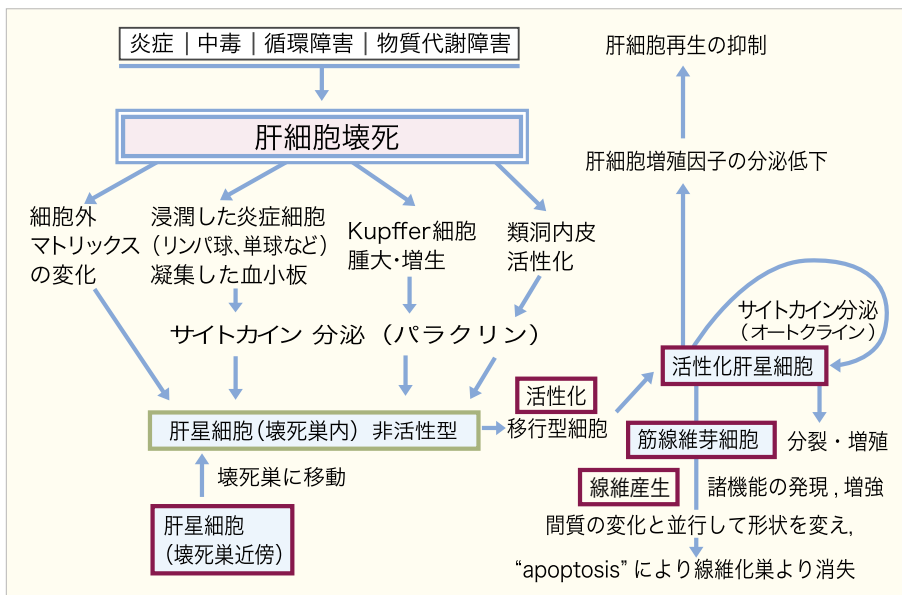 炎症｜中毒｜循環障害｜物質代謝障害
肝細胞壊死
細胞外
マトリックス
の変化
浸潤した炎症細胞
（リンパ球、単球など）
凝集した血小板
Kupffer細胞
腫大・増生
類洞内皮
活性化
サイトカイン 分泌 （パラクリン）
肝星細胞（壊死巣内） 非活性型
壊死巣に移動
肝星細胞
（壊死巣近傍）
活性化
移行型細胞
肝細胞再生の抑制
肝細胞増殖因子の分泌低下
サイトカイン分泌
（オートクライン）
活性化肝星細胞
筋線維芽細胞
分裂・増殖
線維産生
諸機能の発現 , 増強
間質の変化と並行して形状を変え,
“apoptosis” により線維化巣より消失